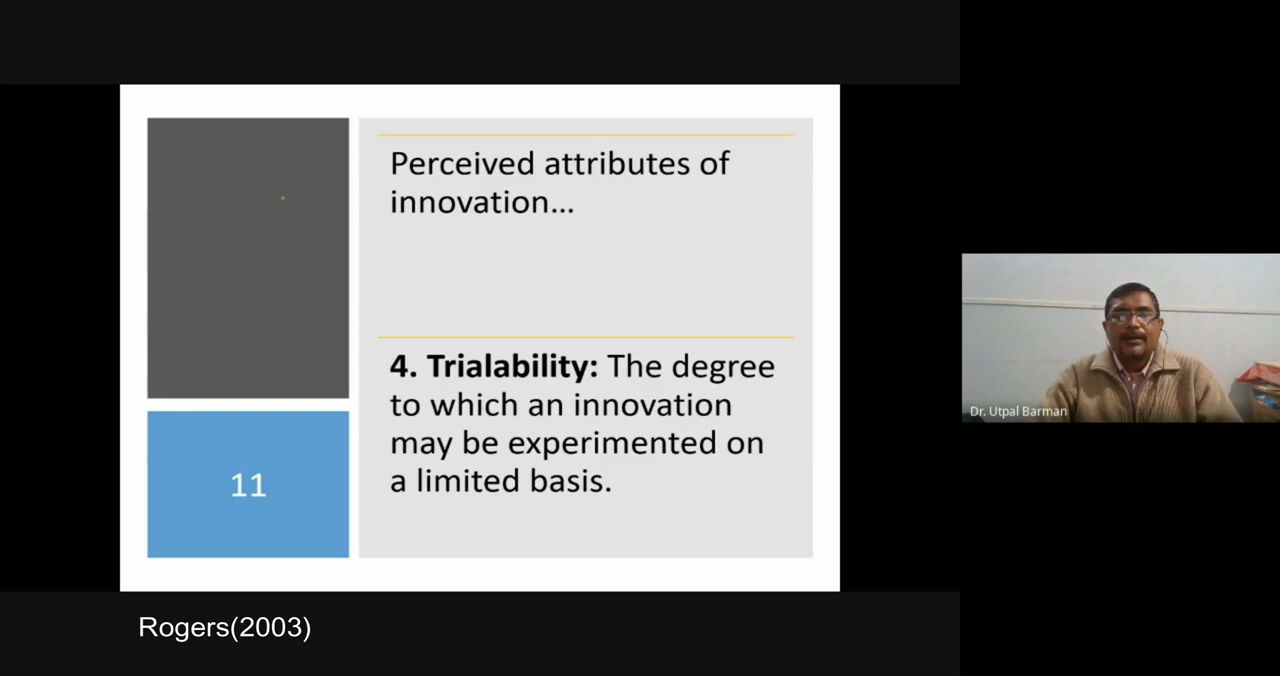 Perceived attributes of
innovation...
4. Trialability: The degree
to which an innovation
may be experimented on
a limited basis.
11
Dr. Utpal Barman
Rogers(2003)